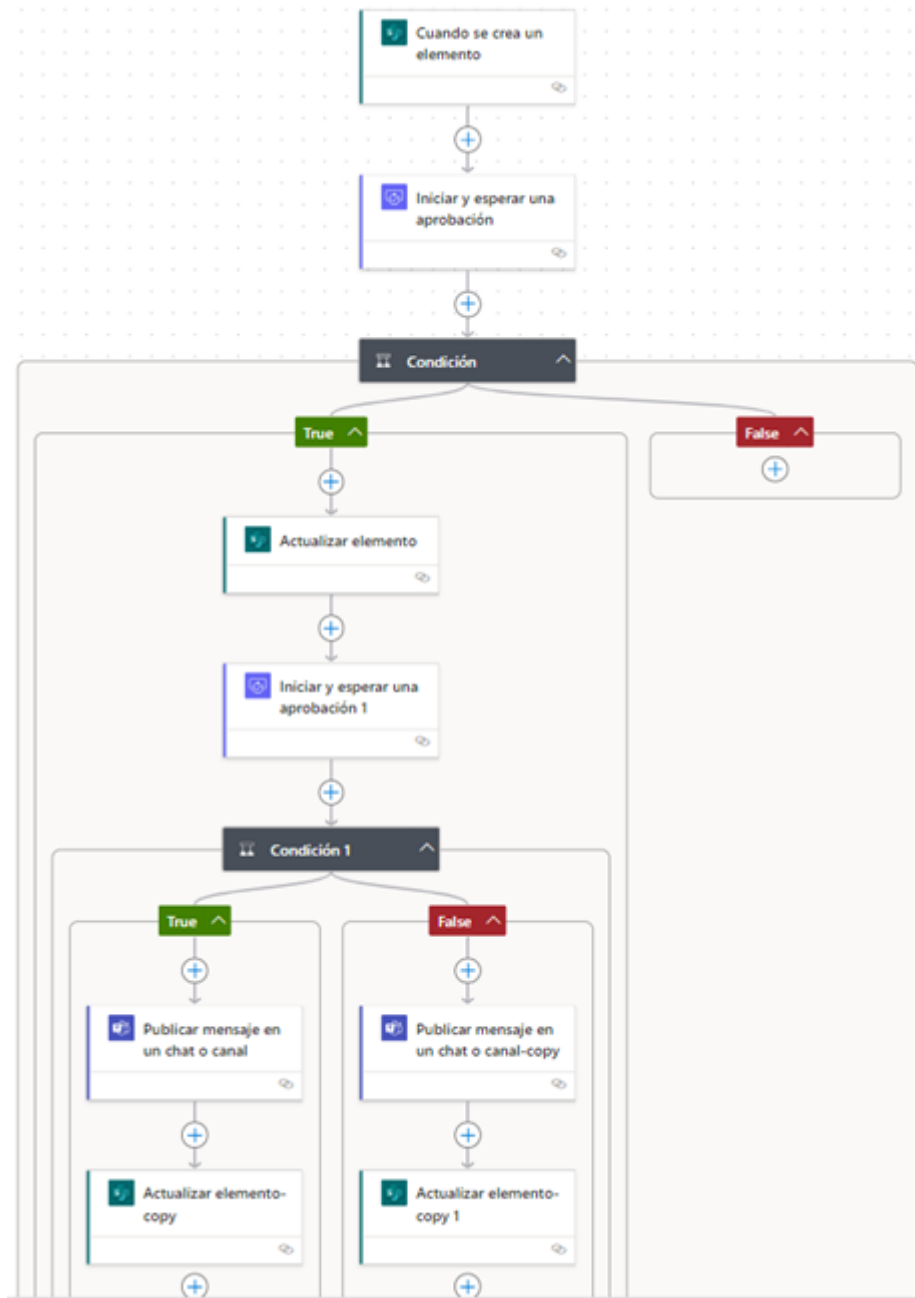 Cuando se crea un
elemento
Iniciar y esperar una
aprobación
Condición
True
False
Actualizar elemento
Iniciar y esperar una
aprobación 1
Condición 1
True
False
Publicar mensaje en
un chat o canal
Publicar mensaje en
un chat o canal-copy
Actualizar elemento-
copy
Actualizar elemento-
copy 1